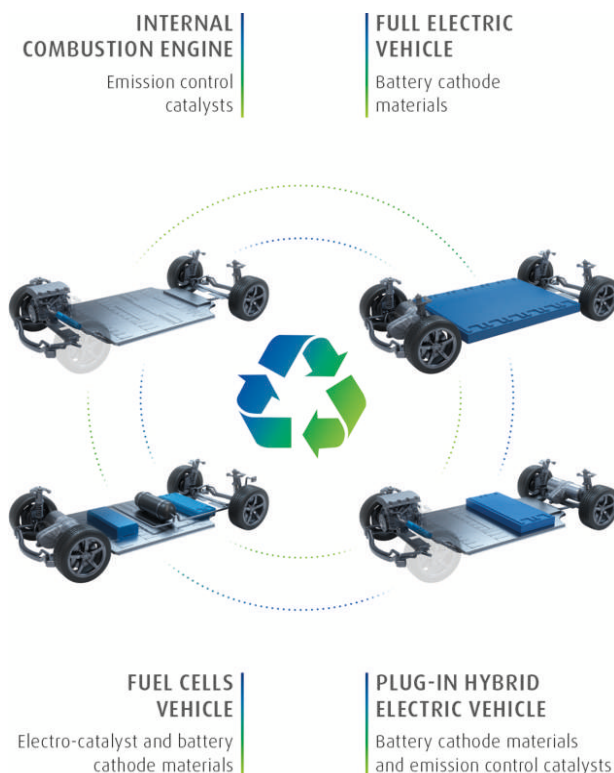 INTERNAL
COMBUSTION ENGINE
Emission control
catalysts
FULL ELECTRIC
VEHICLE
Battery cathode
materials
FUEL CELLS
VEHICLE
Electro-catalyst and battery
cathode materials
PLUG-IN HYBRID
ELECTRIC VEHICLE
Battery cathode materials
and emission control catalysts